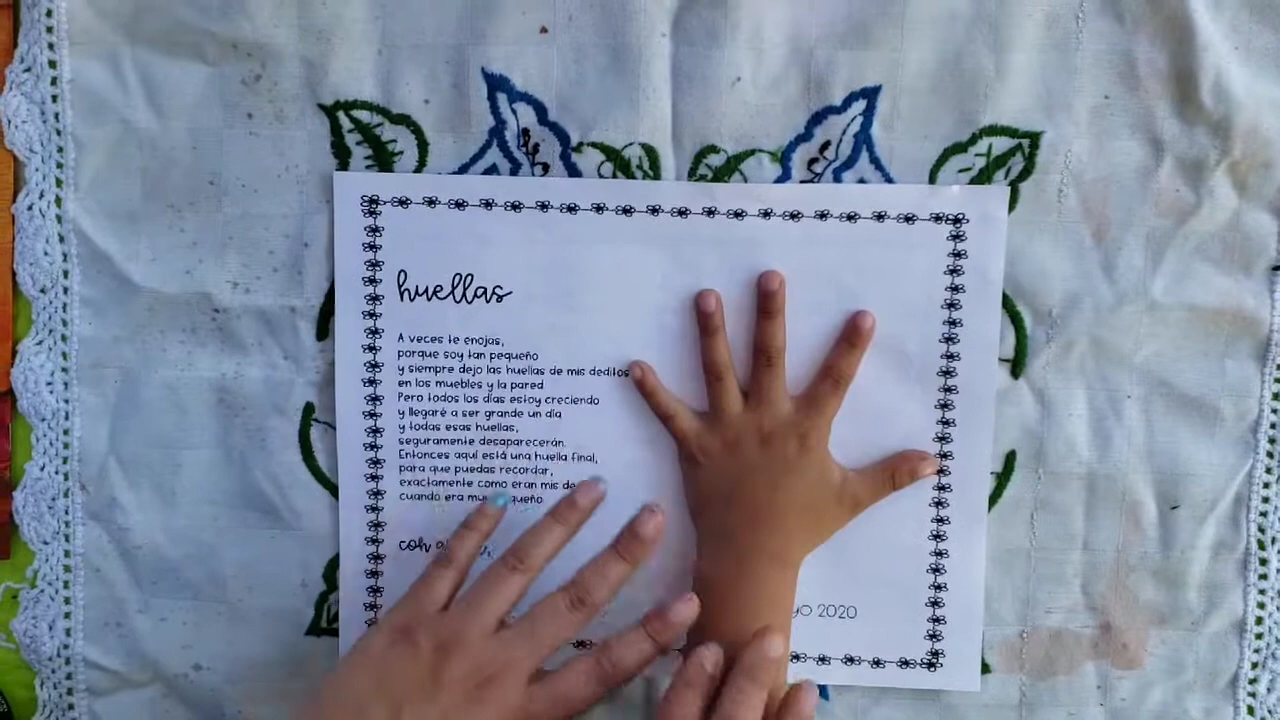 huellas
A veces te enojas,
porque soy tan pequeño
y siempre dejo las huellas de mis deditos
en los muebles y la pared
Pero todos los días estoy creciendo
y llegaré a ser grande un día
y todas esas huellas,
seguramente desaparecerán.
Entonces aquí está una huella final,
para que puedas recordar,
exactamente como eran mis
cuando era
con
2020